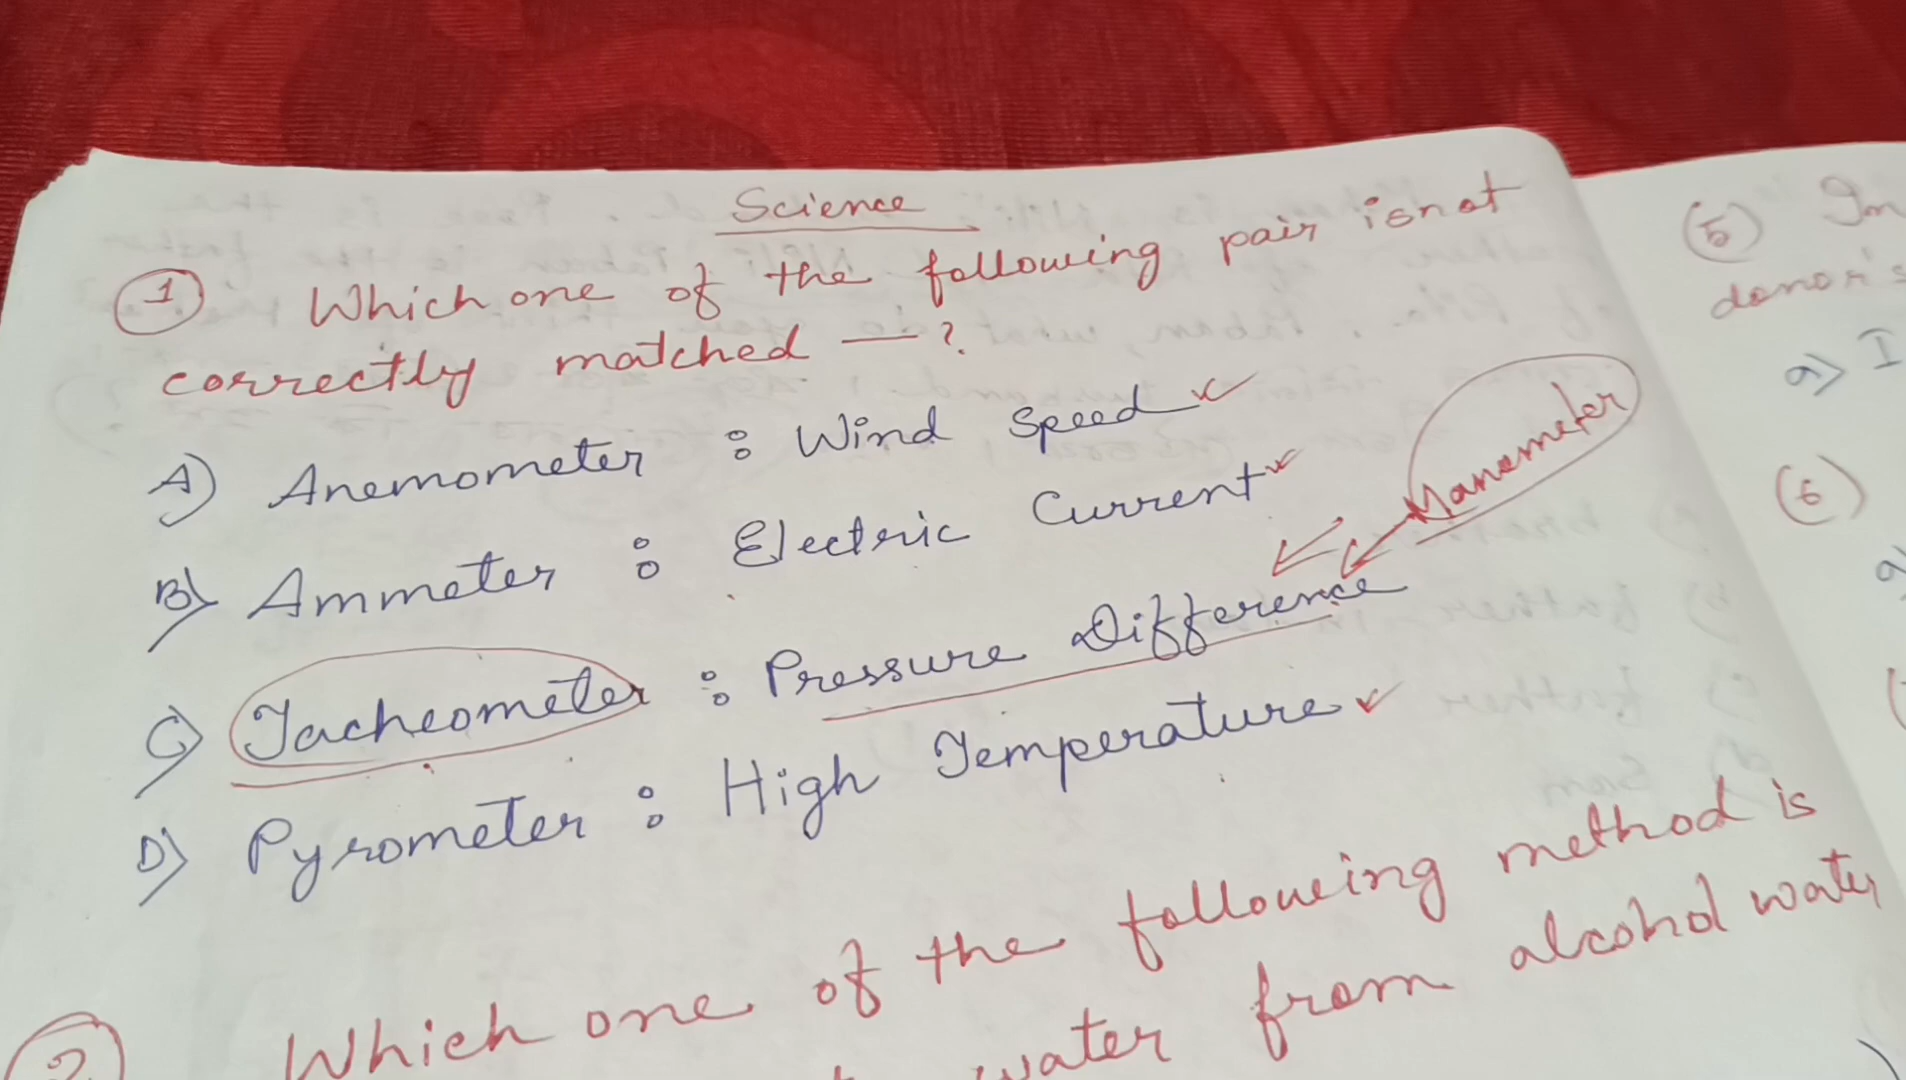 Science
1 Which one of the following pair is not
correctly matched — ?
A) Anemometer : Wind Speed ✓
B) Ammeter : Electric Current ✓
Manometer
C) Tacheometer : Pressure Difference
D) Pyrometer : High Temperature ✓
2 Which one of the following method is
water from alcohol water
(5) In
donor's
a) I
(6)
a